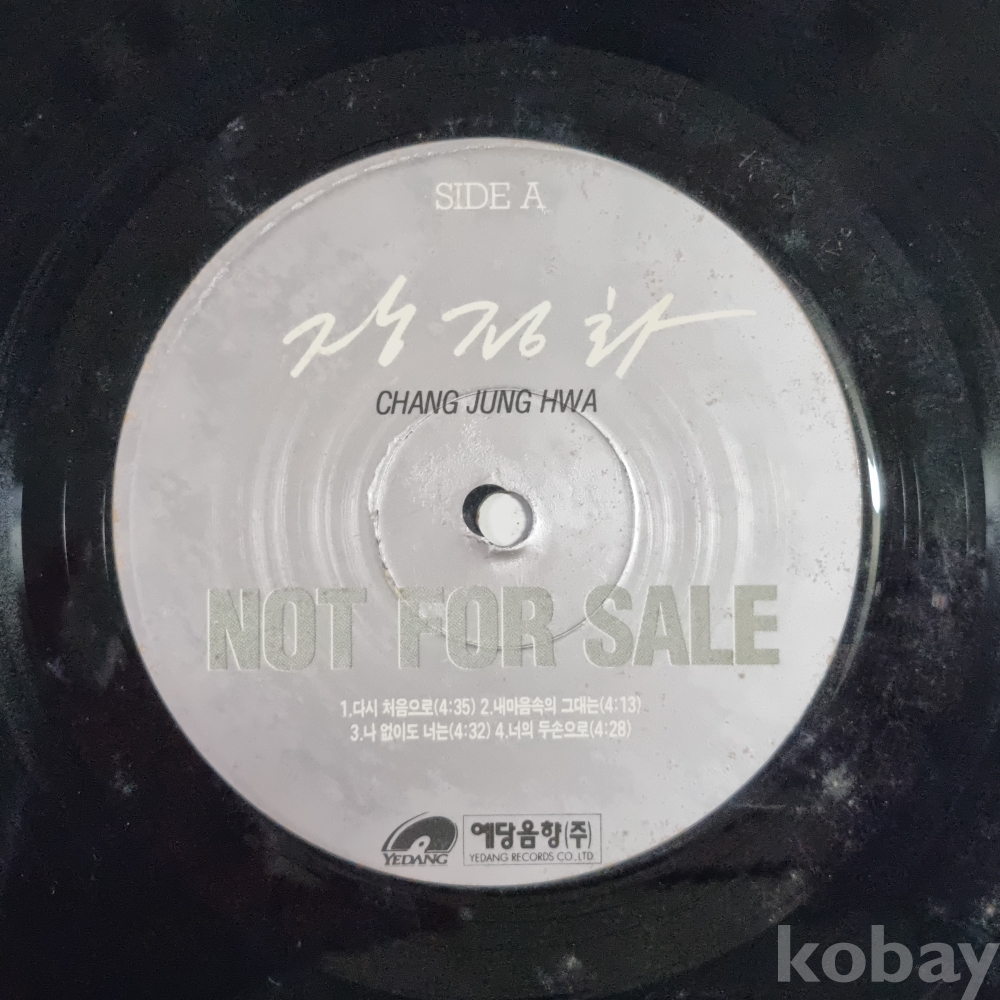 SIDE A
장정화
CHANG JUNG HWA
NOT FOR SALE
1.다시 처음으로(4:35) 2.내마음속의 그대는(4:13)
3.나 없이도 너는(4:32) 4.너의 두손으로(4:28)
YEDANG
예당음향(주)
YEDANG RECORDS CO.,LTD
kobay